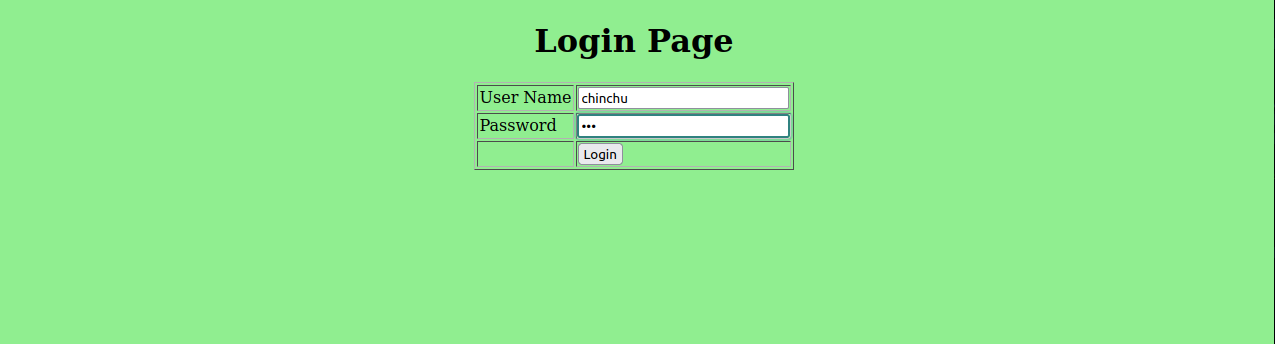 Login Page
User Name chinchu
Password •••
Login